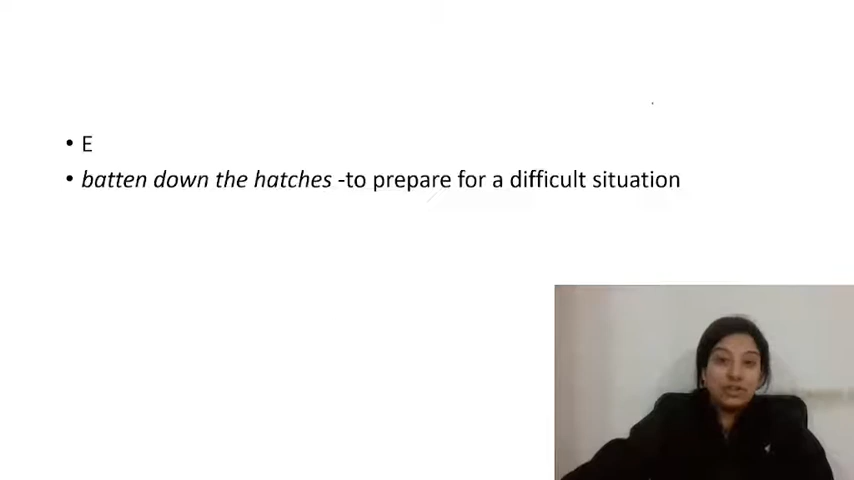 • E
• batten down the hatches -to prepare for a difficult situation